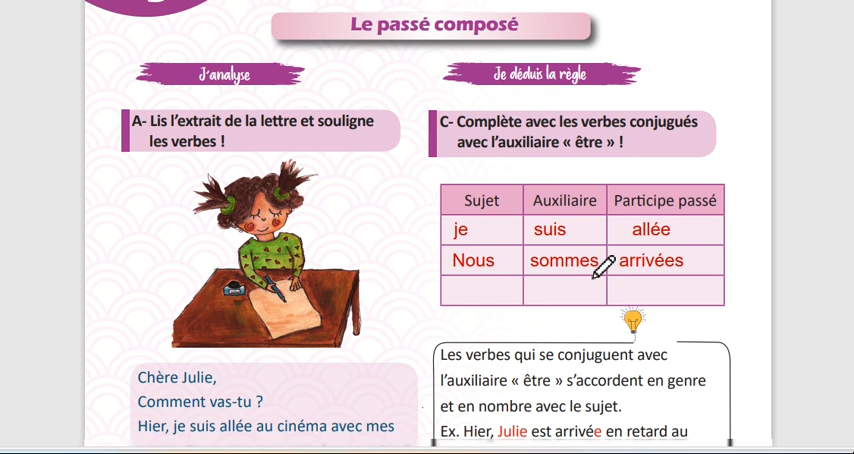 Le passé composé
J'analyse
A- Lis l'extrait de la lettre et souligne
les verbes !
Chère Julie,
Comment vas-tu ?
Hier, je suis allée au cinéma avec mes
Je déduis la règle
C- Complète avec les verbes conjugués
avec l'auxiliaire « être » !
Sujet Auxiliaire Participe passé
je suis allée
Nous sommes arrivées
Les verbes qui se conjuguent avec
l'auxiliaire « être » s'accordent en genre
et en nombre avec le sujet.
Ex. Hier, Julie est arrivée en retard au